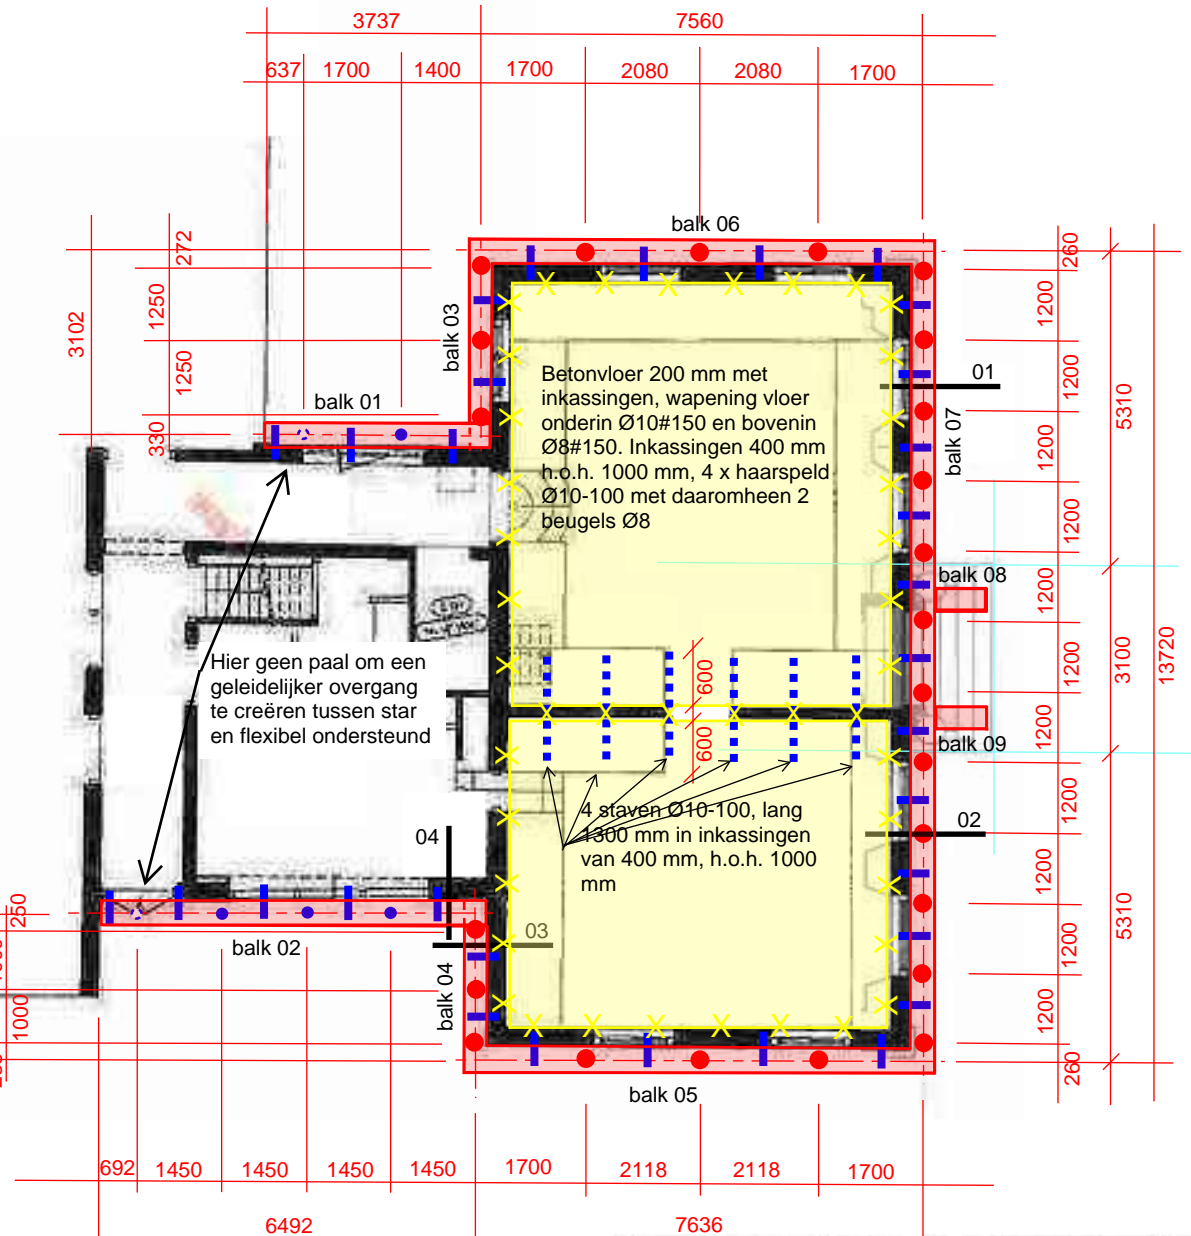 3737
7560
637
1700
1400
1700
2080
2080
1700
balk 06
272
1250
3102
1250
330
balk 03
balk 01
260
1200
1200
1200
1200
1200
1200
1200
1200
1200
1200
1200
260
5310
3100
5310
13720
01
balk 07
Betonvloer 200 mm met
inkassingen, wapening vloer
onderin Ø10#150 en bovenin
Ø8#150. Inkassingen 400 mm
h.o.h. 1000 mm, 4 x haarspeld
Ø10-100 met daaromheen 2
beugels Ø8
balk 08
Hier geen paal om een
geleidelijker overgang
te creëren tussen star
en flexibel ondersteund
600
600
balk 09
4 staven Ø10-100, lang
1300 mm in inkassingen
van 400 mm, h.o.h. 1000
mm
02
04
03
250
1000
balk 02
balk 04
balk 05
692
1450
1450
1450
1450
1700
2118
2118
1700
6492
7636